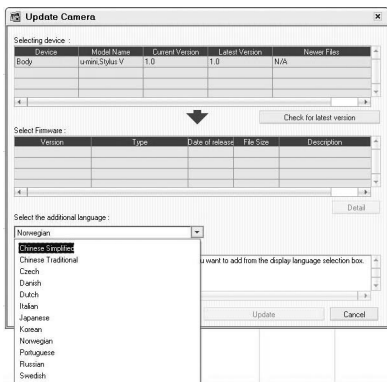 Update Camera
Selecting device :
Device Model Name Current Version Latest Version Newer Files
Body u-mini,Stylus V 1.0 1.0 N/A
Check for latest version
Select Firmware :
Version Type Date of release File Size Description
Detail
Select the additional language :
Norwegian
Chinese Simplified
Chinese Traditional
u want to add from the display language selection box.
Czech
Danish
Dutch
Italian
Japanese
Update Cancel
Korean
Norwegian
Portuguese
Russian
Swedish